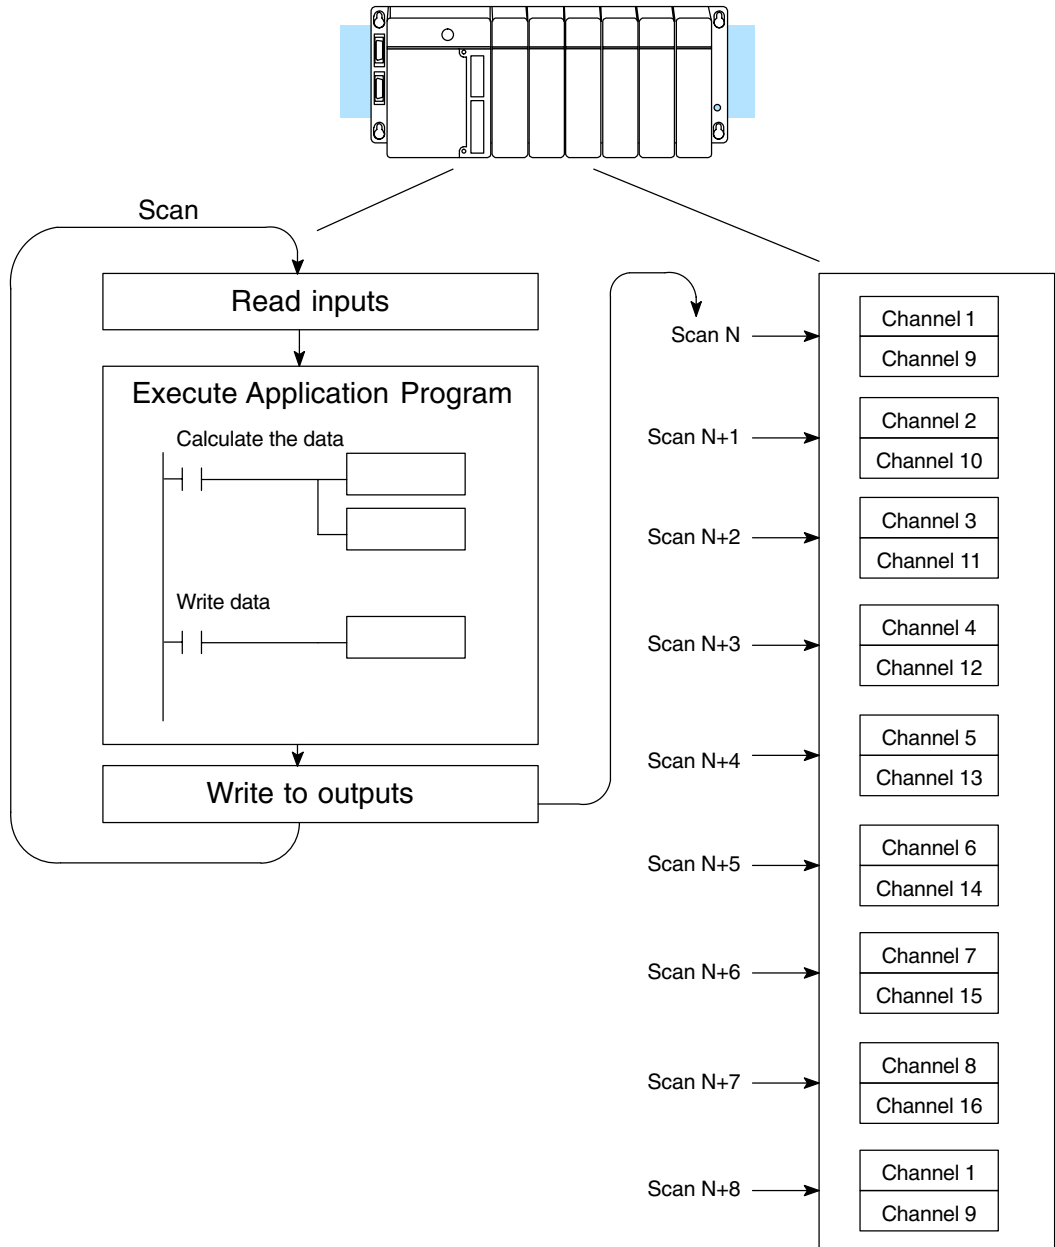 Scan
Read inputs
Execute Application Program
Calculate the data
Write data
Write to outputs
Scan N
Channel 1
Channel 9
Scan N+1
Channel 2
Channel 10
Scan N+2
Channel 3
Channel 11
Scan N+3
Channel 4
Channel 12
Scan N+4
Channel 5
Channel 13
Scan N+5
Channel 6
Channel 14
Scan N+6
Channel 7
Channel 15
Scan N+7
Channel 8
Channel 16
Scan N+8
Channel 1
Channel 9